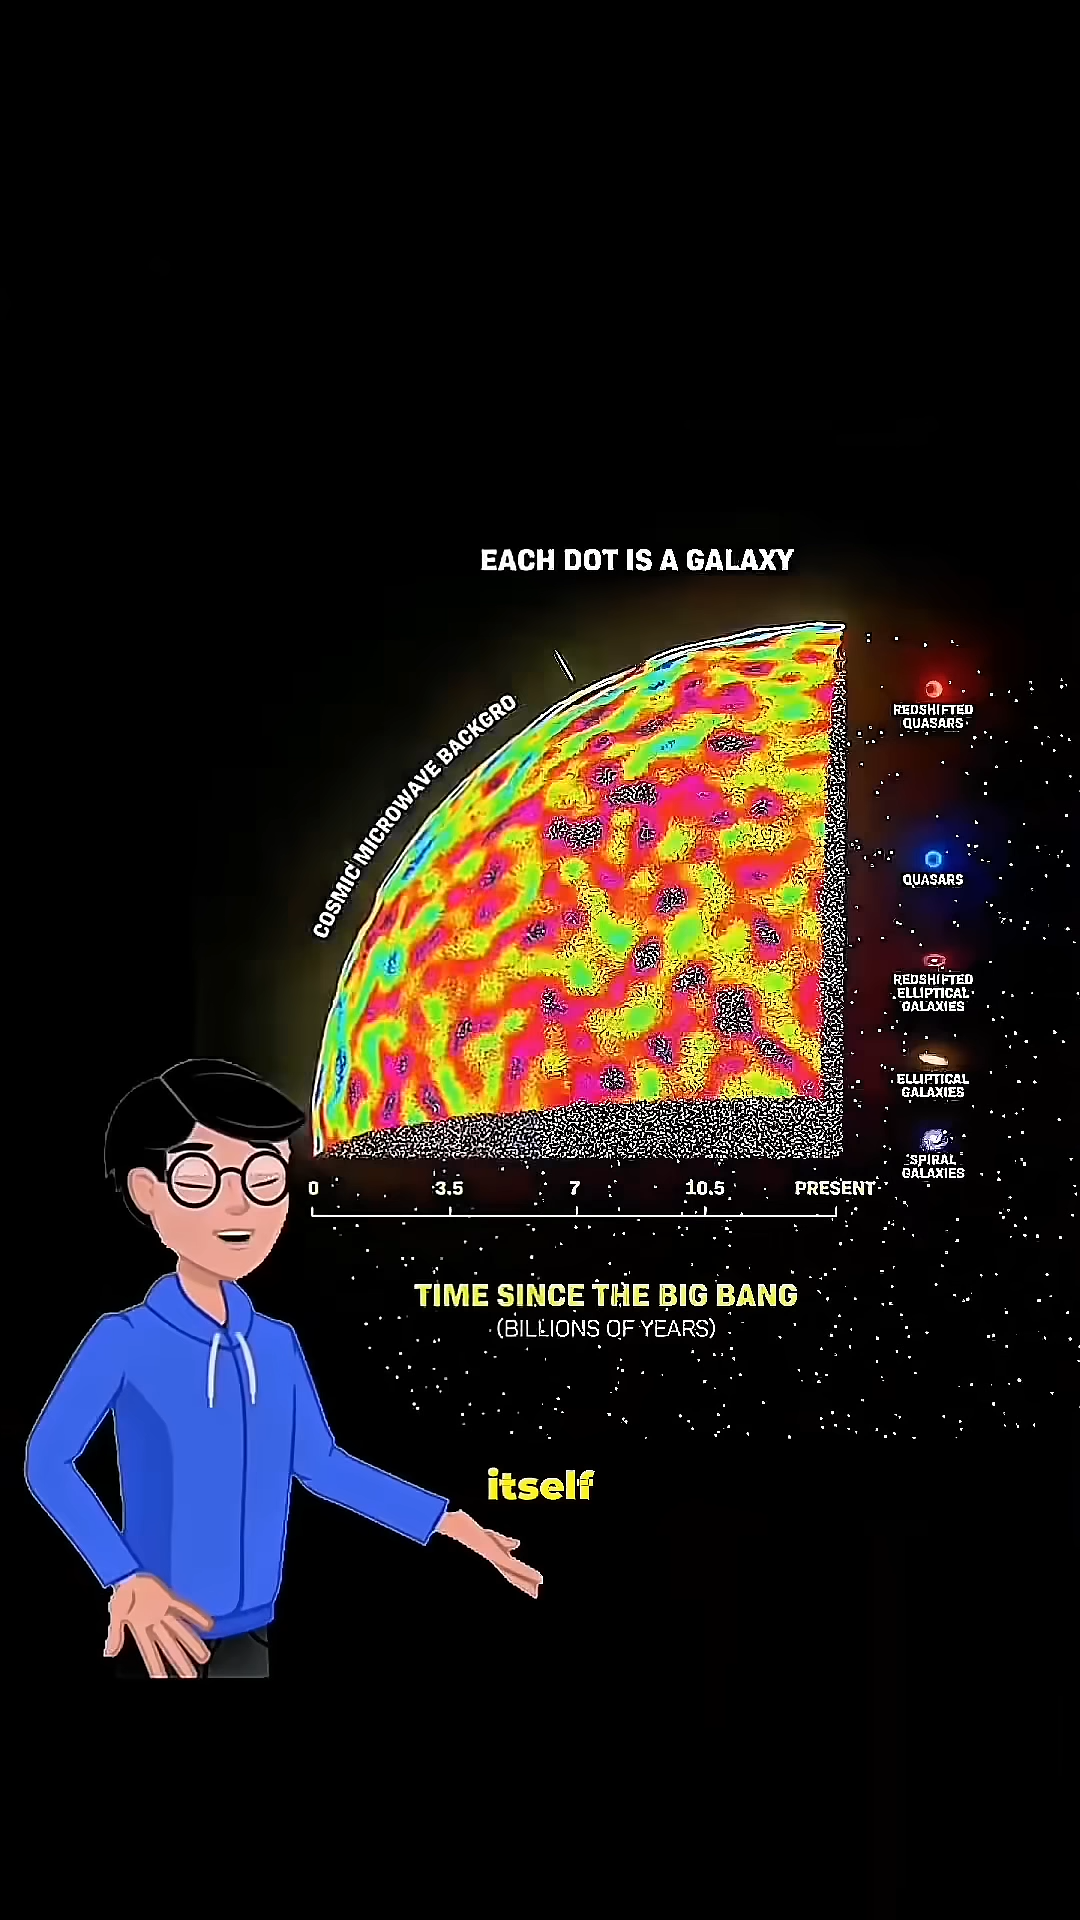 EACH DOT IS A GALAXY
COSMIC MICROWAVE BACKGRO
REDSHIFTED
QUASARS
QUASARS
REDSHIFTED
ELLIPTICAL
GALAXIES
ELLIPTICAL
GALAXIES
SPIRAL
GALAXIES
0 3.5 7 10.5 PRESENT
TIME SINCE THE BIG BANG
(BILLIONS OF YEARS)
itself